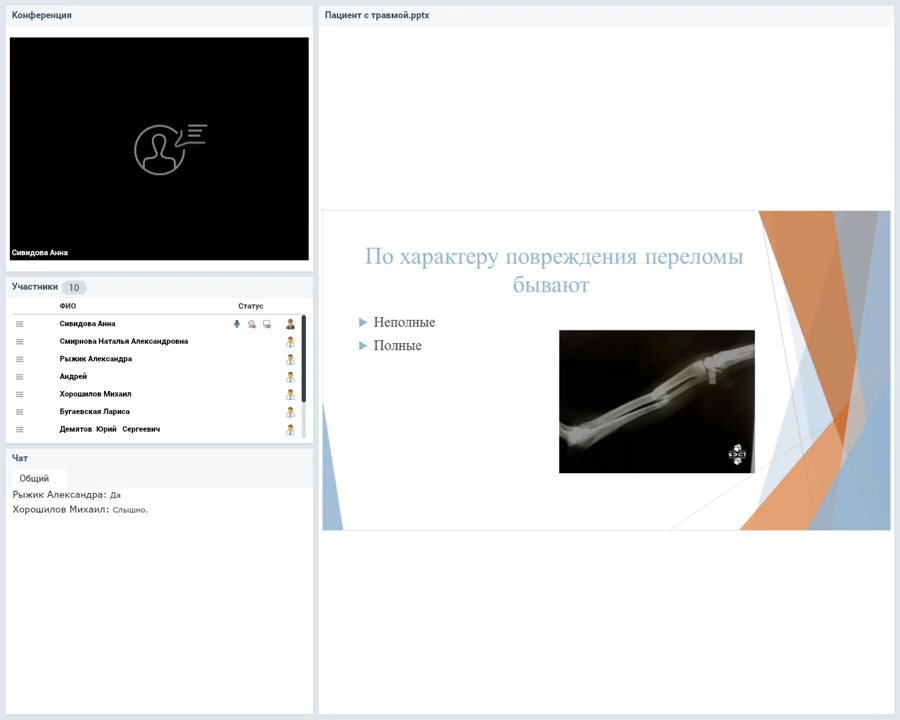 Конференция
Сивидова Анна
Участники 10
ФИО Статус
Сивидова Анна
Смирнова Наталья Александровна
Рыжик Александра
Андрей
Хорошилов Михаил
Бугаевская Лариса
Демятов Юрий Сергеевич
Чат
Общий
Рыжик Александра: Да
Хорошилов Михаил: Слышно.
Пациент с травмой.pptx
По характеру повреждения переломы
бывают
Неполные
Полные
БЭСТ